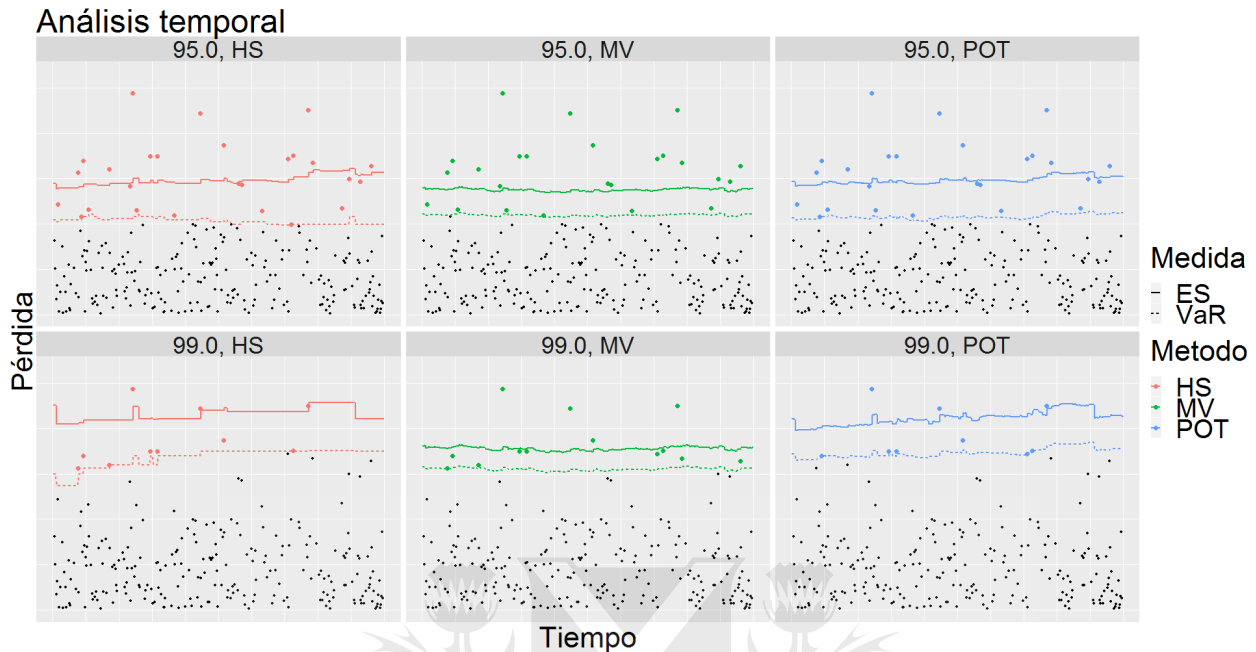 Análisis temporal
95.0, HS
95.0, MV
95.0, POT
99.0, HS
99.0, MV
99.0, POT
Pérdida
Tiempo
Medida
ES
VaR
Metodo
HS
MV
POT